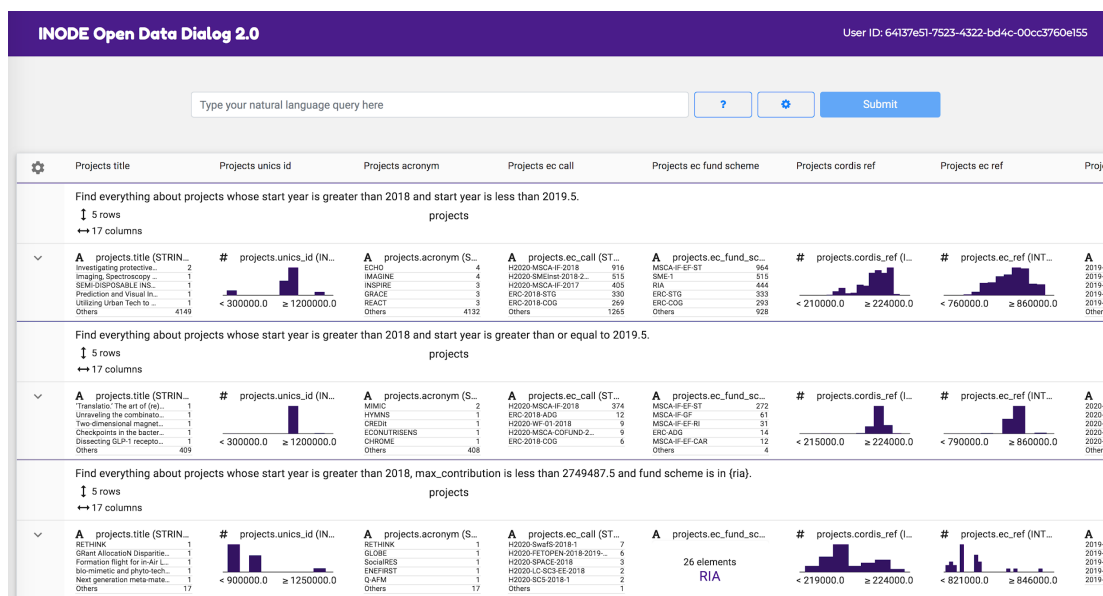 INODE Open Data Dialog 2.0 User ID: 64137e51-7523-4322-bd4c-00cc3760e155
Type your natural language query here ? Submit
Projects title Projects unics id Projects acronym Projects ec call Projects ec fund scheme Projects cordis ref Projects ec ref Proj
Find everything about projects whose start year is greater than 2018 and start year is less than 2019.5.
5 rows projects
17 columns
A projects.title (STRIN... # projects.unics_id (IN... A projects.acronym (S... A projects.ec_call (ST... A projects.ec_fund_sc... # projects.cordis_ref (I... # projects.ec_ref (INT... A
Investigating protective... 2 ECHO 4 H2020-MSCA-IF-2018 916 MSCA-IF-EF-ST 964 2019-
Imaging, Spectroscopy ... 1 IMAGINE 4 H2020-SMEInst-2018-2... 515 SME-1 515 2019-
SEMI-DISPOSABLE INS... 1 INSPIRE 3 H2020-MSCA-IF-2017 405 RIA 444 2019-
Prediction and Visual In... 1 GRACE 3 ERC-2018-STG 330 ERC-STG 333 2019-
Utilizing Urban Tech to ... 1 < 300000.0 ≥ 1200000.0 REACT 3 ERC-2018-COG 269 ERC-COG 293 < 210000.0 ≥ 224000.0 < 760000.0 ≥ 860000.0 2019-
Others 4149 Others 4132 Others 1265 Others 928 Other
Find everything about projects whose start year is greater than 2018 and start year is greater than or equal to 2019.5.
5 rows projects
17 columns
A projects.title (STRIN... # projects.unics_id (IN... A projects.acronym (S... A projects.ec_call (ST... A projects.ec_fund_sc... # projects.cordis_ref (I... # projects.ec_ref (INT... A
'Translatio.' The art of (re)... 1 MIMIC 2 H2020-MSCA-IF-2018 374 MSCA-IF-EF-ST 272 2020-
Unraveling the combinato... 1 HYMNS 1 ERC-2018-ADG 12 MSCA-IF-GF 61 2020-
Two-dimensional magnet... 1 CREDit 1 H2020-WF-01-2018 9 MSCA-IF-EF-RI 31 2020-
Checkpoints in the bacter... 1 ECONUTRISENS 1 H2020-MSCA-COFUND-2... 9 ERC-ADG 14 2020-
Dissecting GLP-1 recepto... 1 < 300000.0 ≥ 1200000.0 CHROME 1 ERC-2018-COG 6 MSCA-IF-EF-CAR 12 < 215000.0 ≥ 224000.0 < 790000.0 ≥ 860000.0 2020-
Others 409 Others 408 Others 4 Other
Find everything about projects whose start year is greater than 2018, max_contribution is less than 2749487.5 and fund scheme is in {ria}.
5 rows projects
17 columns
A projects.title (STRIN... # projects.unics_id (IN... A projects.acronym (S... A projects.ec_call (ST... A projects.ec_fund_sc... # projects.cordis_ref (I... # projects.ec_ref (INT... A
RETHINK 1 RETHINK 1 H2020-SwafS-2018-1 7 2019-
GRant AllocatioN Disparitie... 1 GLOBE 1 H2020-FETOPEN-2018-2019-... 6 2019-
Formation flight for in-Air L... 1 SocialRES 1 H2020-SPACE-2018 3 26 elements 2019-
bIo-mimetic and phyto-tech... 1 ENEFIRST 1 H2020-LC-SC3-EE-2018 2 RIA 2019-
Next generation meta-mate... 1 < 900000.0 ≥ 1250000.0 Q-AFM 1 H2020-SC5-2018-1 2 < 219000.0 ≥ 224000.0 < 821000.0 ≥ 846000.0 2019-
Others 17 Others 17 Others 1 Other